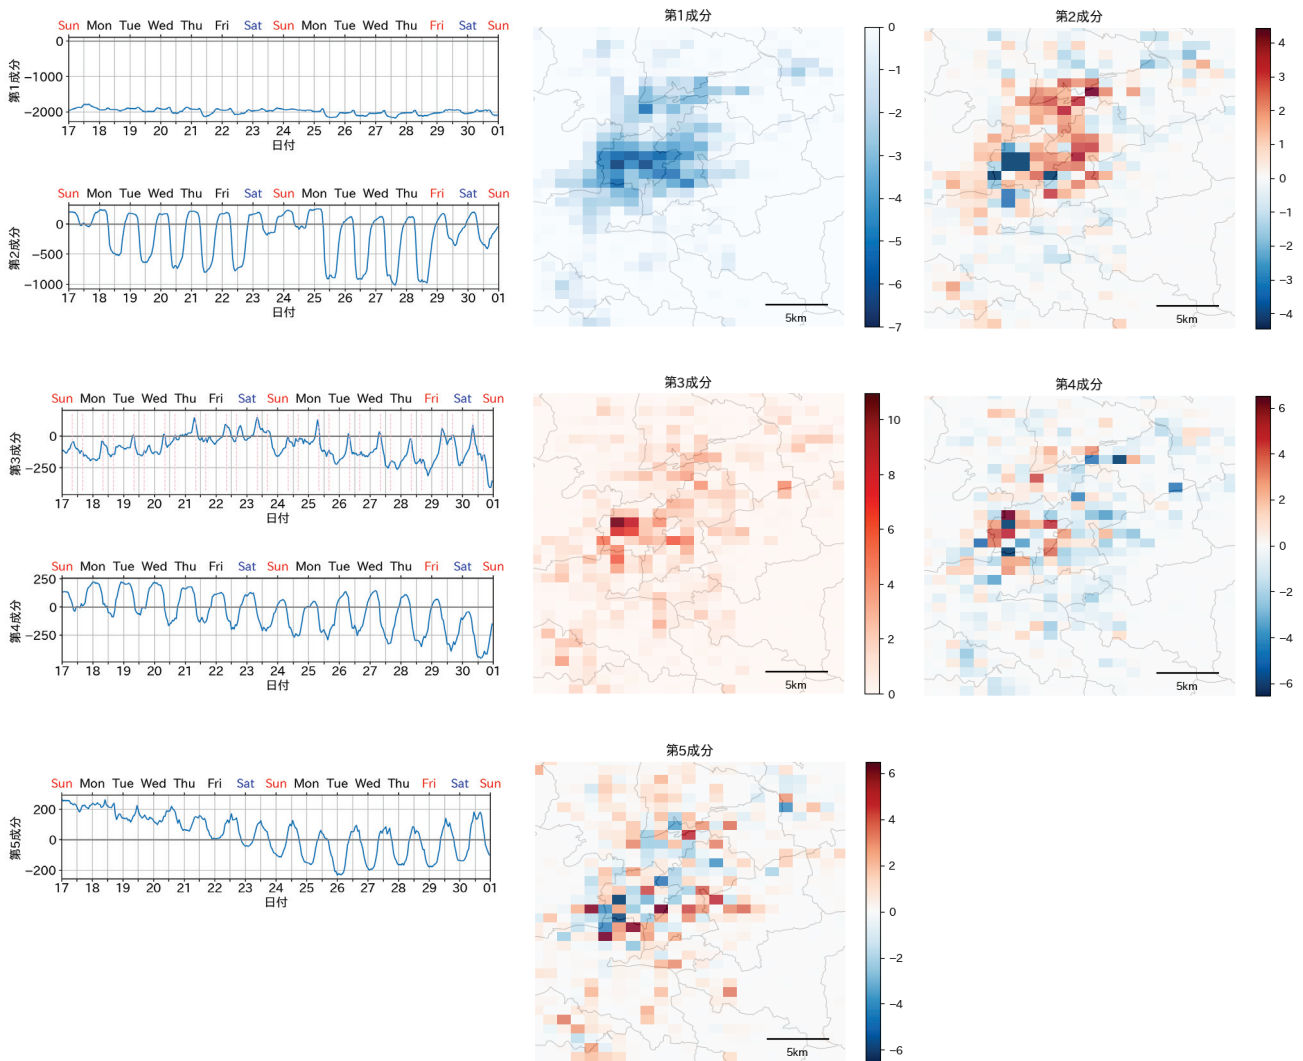 Sun Mon Tue Wed Thu Fri Sat Sun Mon Tue Wed Thu Fri Sat Sun
第1成分
0
−1000
−2000
17 18 19 20 21 22 23 24 25 26 27 28 29 30 01
日付
Sun Mon Tue Wed Thu Fri Sat Sun Mon Tue Wed Thu Fri Sat Sun
第2成分
0
−500
−1000
17 18 19 20 21 22 23 24 25 26 27 28 29 30 01
日付
第1成分
5km
0
−1
−2
−3
−4
−5
−6
−7
第2成分
5km
4
3
2
1
0
−1
−2
−3
−4
Sun Mon Tue Wed Thu Fri Sat Sun Mon Tue Wed Thu Fri Sat Sun
第3成分
0
−250
17 18 19 20 21 22 23 24 25 26 27 28 29 30 01
日付
Sun Mon Tue Wed Thu Fri Sat Sun Mon Tue Wed Thu Fri Sat Sun
第4成分
250
0
−250
17 18 19 20 21 22 23 24 25 26 27 28 29 30 01
日付
第3成分
5km
10
8
6
4
2
0
第4成分
5km
6
4
2
0
−2
−4
−6
Sun Mon Tue Wed Thu Fri Sat Sun Mon Tue Wed Thu Fri Sat Sun
第5成分
200
0
−200
17 18 19 20 21 22 23 24 25 26 27 28 29 30 01
日付
第5成分
5km
6
4
2
0
−2
−4
−6